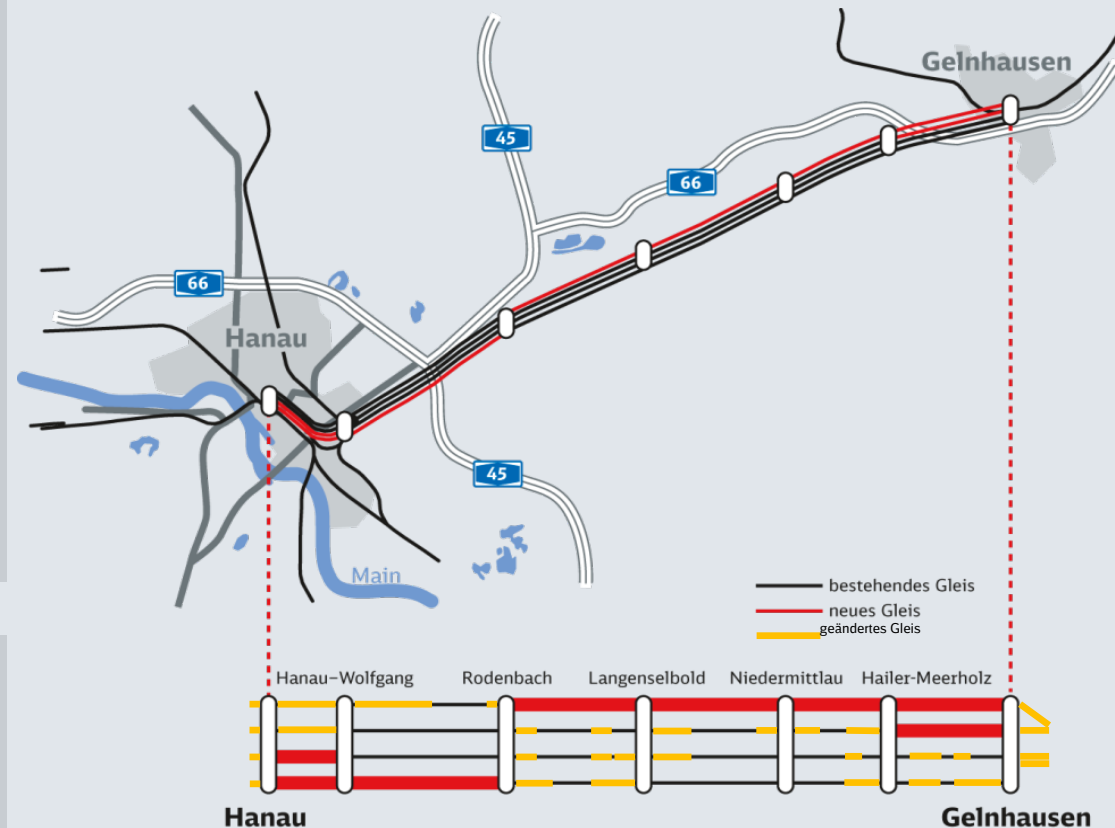 Gelnhausen
45
66
66
Hanau
45
Main
bestehendes Gleis
neues Gleis
geändertes Gleis
Hanau–Wolfgang
Rodenbach
Langenselbold
Niedermittlau
Hailer-Meerholz
Hanau
Gelnhausen